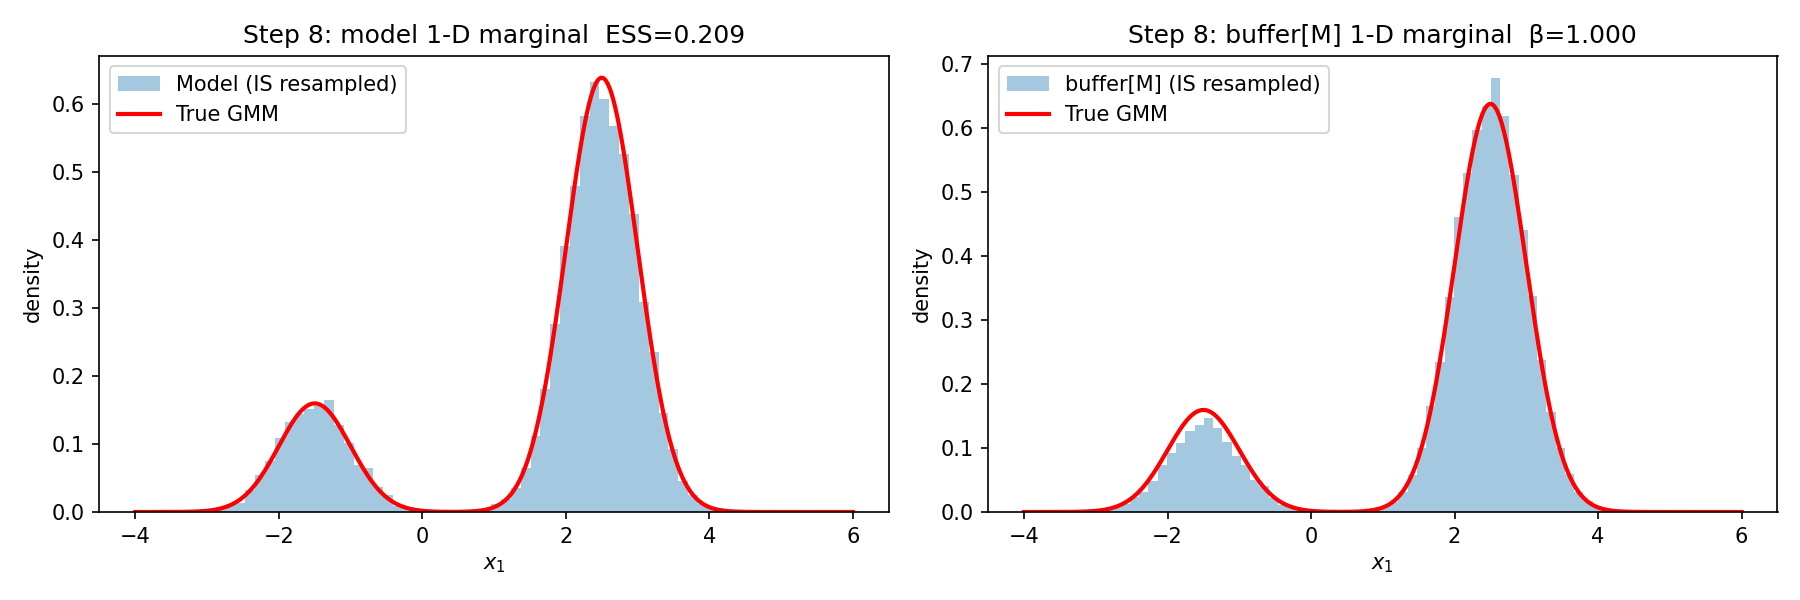 Step 8: model 1-D marginal  ESS=0.209
Model (IS resampled)
True GMM
density
0.6
0.5
0.4
0.3
0.2
0.1
0.0
−4
−2
0
2
4
6
x₁
Step 8: buffer[M] 1-D marginal  β=1.000
buffer[M] (IS resampled)
True GMM
density
0.7
0.6
0.5
0.4
0.3
0.2
0.1
0.0
−4
−2
0
2
4
6
x₁